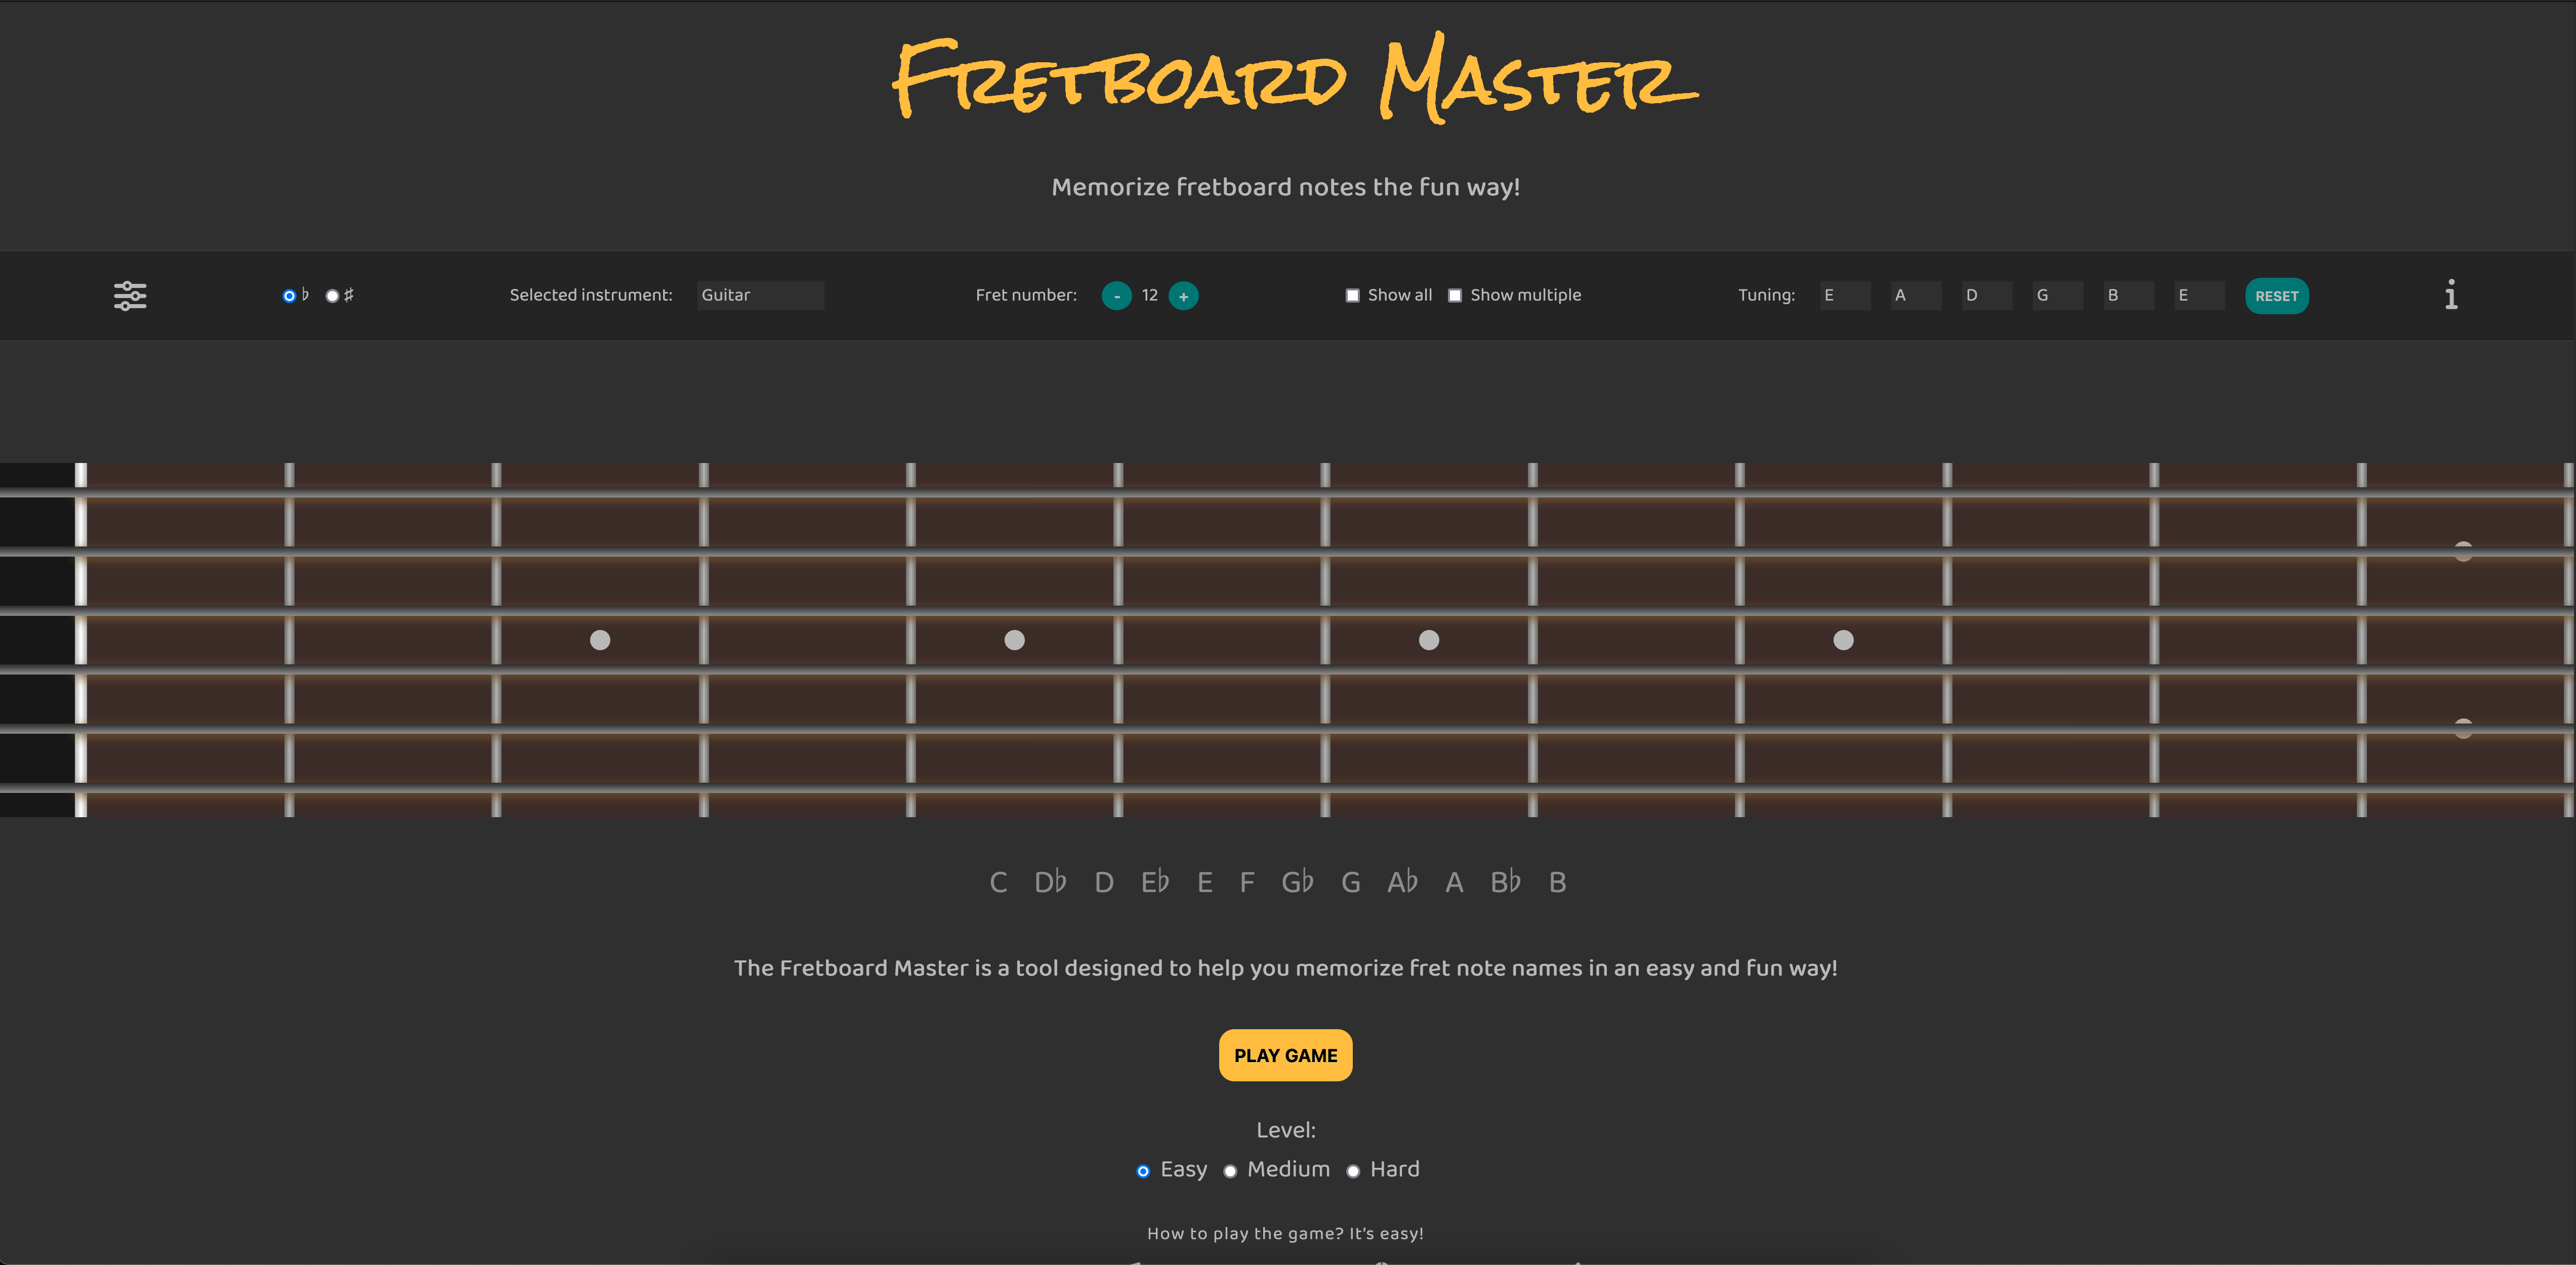 Fretboard Master
Memorize fretboard notes the fun way!
♭ ♯ Selected instrument: Guitar Fret number: - 12 + Show all Show multiple Tuning: E A D G B E RESET
C D♭ D E♭ E F G♭ G A♭ A B♭ B
The Fretboard Master is a tool designed to help you memorize fret note names in an easy and fun way!
PLAY GAME
Level:
Easy Medium Hard
How to play the game? It's easy!